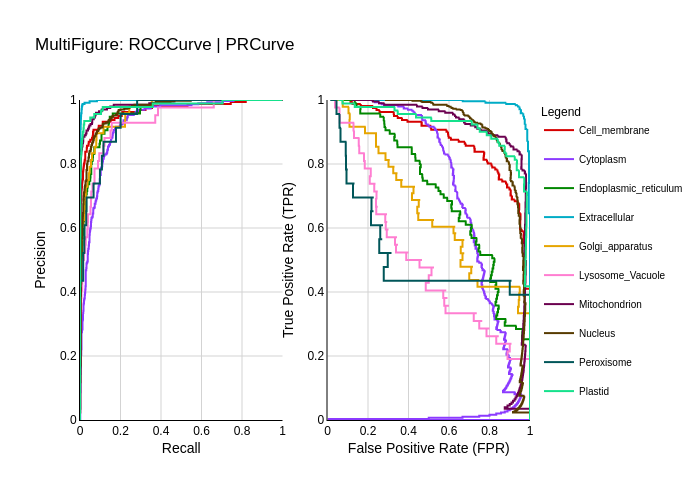 MultiFigure: ROCCurve | PRCurve
Precision
1
0.8
0.6
0.4
0.2
0
0 0.2 0.4 0.6 0.8 1
Recall
True Positive Rate (TPR)
1
0.8
0.6
0.4
0.2
0
0 0.2 0.4 0.6 0.8 1
False Positive Rate (FPR)
Legend
Cell_membrane
Cytoplasm
Endoplasmic_reticulum
Extracellular
Golgi_apparatus
Lysosome_Vacuole
Mitochondrion
Nucleus
Peroxisome
Plastid